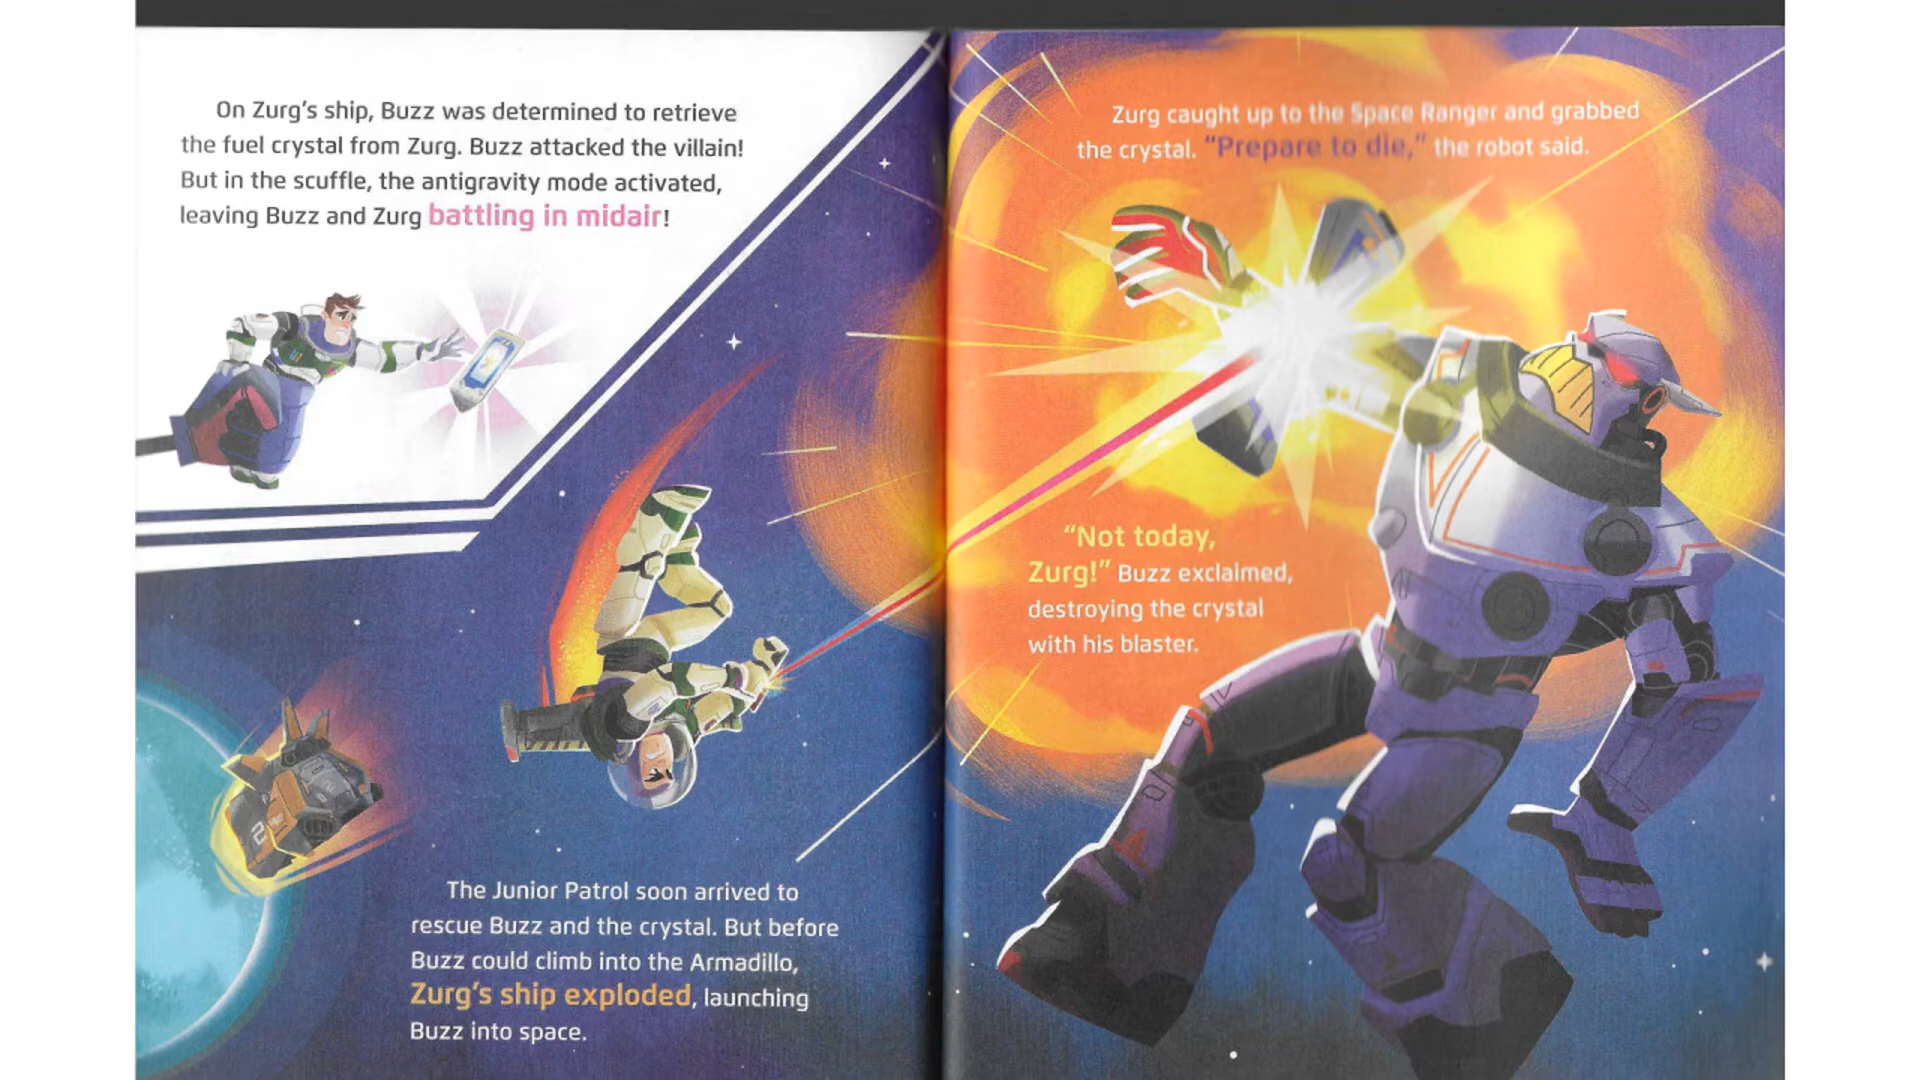 On Zurg's ship, Buzz was determined to retrieve
the fuel crystal from Zurg. Buzz attacked the villain!
But in the scuffle, the antigravity mode activated,
leaving Buzz and Zurg battling in midair!
The Junior Patrol soon arrived to
rescue Buzz and the crystal. But before
Buzz could climb into the Armadillo,
Zurg's ship exploded, launching
Buzz into space.
Zurg caught up to the Space Ranger and grabbed
the crystal. “Prepare to die,” the robot said.
“Not today,
Zurg!” Buzz exclaimed,
destroying the crystal
with his blaster.
2